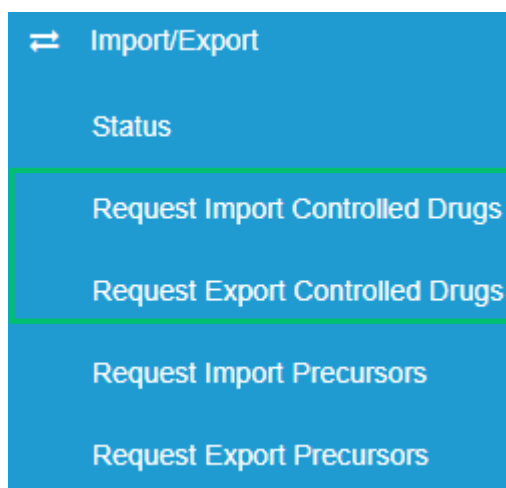 Import/Export
Status
Request Import Controlled Drugs
Request Export Controlled Drugs
Request Import Precursors
Request Export Precursors